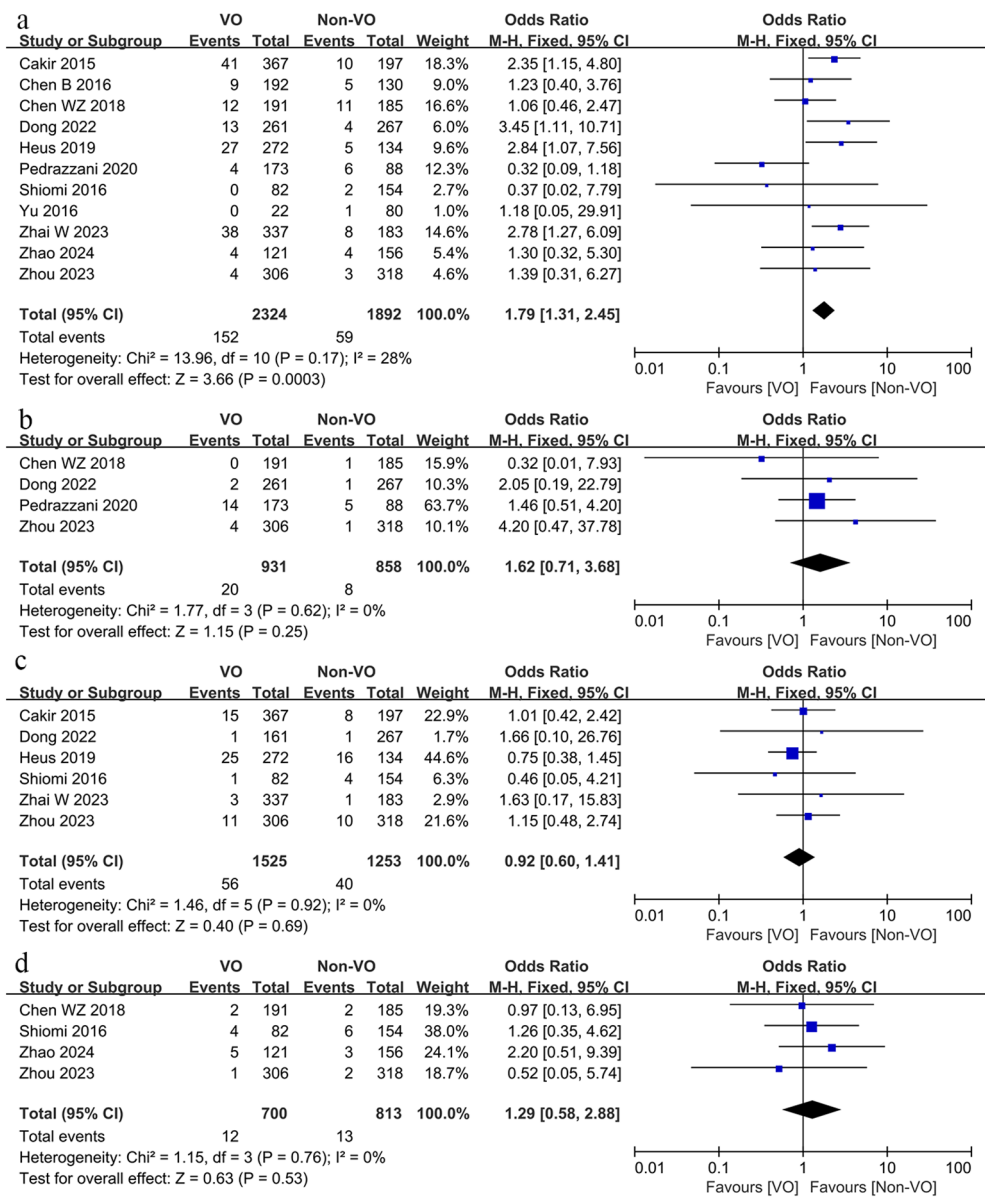 a
VO Non-VO Odds Ratio Odds Ratio
Study or Subgroup Events Total Events Total Weight M-H, Fixed, 95% CI M-H, Fixed, 95% CI
Cakir 2015 41 367 10 197 18.3% 2.35 [1.15, 4.80]
Chen B 2016 9 192 5 130 9.0% 1.23 [0.40, 3.76]
Chen WZ 2018 12 191 11 185 16.6% 1.06 [0.46, 2.47]
Dong 2022 13 261 4 267 6.0% 3.45 [1.11, 10.71]
Heus 2019 27 272 5 134 9.6% 2.84 [1.07, 7.56]
Pedrazzani 2020 4 173 6 88 12.3% 0.32 [0.09, 1.18]
Shiomi 2016 0 82 2 154 2.7% 0.37 [0.02, 7.79]
Yu 2016 0 22 1 80 1.0% 1.18 [0.05, 29.91]
Zhai W 2023 38 337 8 183 14.6% 2.78 [1.27, 6.09]
Zhao 2024 4 121 4 156 5.4% 1.30 [0.32, 5.30]
Zhou 2023 4 306 3 318 4.6% 1.39 [0.31, 6.27]
Total (95% CI) 2324 1892 100.0% 1.79 [1.31, 2.45]
Total events 152 59
Heterogeneity: Chi² = 13.96, df = 10 (P = 0.17); I² = 28%
Test for overall effect: Z = 3.66 (P = 0.0003)
0.01 0.1 1 10 100
Favours [VO] Favours [Non-VO]
b
VO Non-VO Odds Ratio Odds Ratio
Study or Subgroup Events Total Events Total Weight M-H, Fixed, 95% CI M-H, Fixed, 95% CI
Chen WZ 2018 0 191 1 185 15.9% 0.32 [0.01, 7.93]
Dong 2022 2 261 1 267 10.3% 2.05 [0.19, 22.79]
Pedrazzani 2020 14 173 5 88 63.7% 1.46 [0.51, 4.20]
Zhou 2023 4 306 1 318 10.1% 4.20 [0.47, 37.78]
Total (95% CI) 931 858 100.0% 1.62 [0.71, 3.68]
Total events 20 8
Heterogeneity: Chi² = 1.77, df = 3 (P = 0.62); I² = 0%
Test for overall effect: Z = 1.15 (P = 0.25)
0.01 0.1 1 10 100
Favours [VO] Favours [Non-VO]
c
VO Non-VO Odds Ratio Odds Ratio
Study or Subgroup Events Total Events Total Weight M-H, Fixed, 95% CI M-H, Fixed, 95% CI
Cakir 2015 15 367 8 197 22.9% 1.01 [0.42, 2.42]
Dong 2022 1 161 1 267 1.7% 1.66 [0.10, 26.76]
Heus 2019 25 272 16 134 44.6% 0.75 [0.38, 1.45]
Shiomi 2016 1 82 4 154 6.3% 0.46 [0.05, 4.21]
Zhai W 2023 3 337 1 183 2.9% 1.63 [0.17, 15.83]
Zhou 2023 11 306 10 318 21.6% 1.15 [0.48, 2.74]
Total (95% CI) 1525 1253 100.0% 0.92 [0.60, 1.41]
Total events 56 40
Heterogeneity: Chi² = 1.46, df = 5 (P = 0.92); I² = 0%
Test for overall effect: Z = 0.40 (P = 0.69)
0.01 0.1 1 10 100
Favours [VO] Favours [Non-VO]
d
VO Non-VO Odds Ratio Odds Ratio
Study or Subgroup Events Total Events Total Weight M-H, Fixed, 95% CI M-H, Fixed, 95% CI
Chen WZ 2018 2 191 2 185 19.3% 0.97 [0.13, 6.95]
Shiomi 2016 4 82 6 154 38.0% 1.26 [0.35, 4.62]
Zhao 2024 5 121 3 156 24.1% 2.20 [0.51, 9.39]
Zhou 2023 1 306 2 318 18.7% 0.52 [0.05, 5.74]
Total (95% CI) 700 813 100.0% 1.29 [0.58, 2.88]
Total events 12 13
Heterogeneity: Chi² = 1.15, df = 3 (P = 0.76); I² = 0%
Test for overall effect: Z = 0.63 (P = 0.53)
0.01 0.1 1 10 100
Favours [VO] Favours [Non-VO]